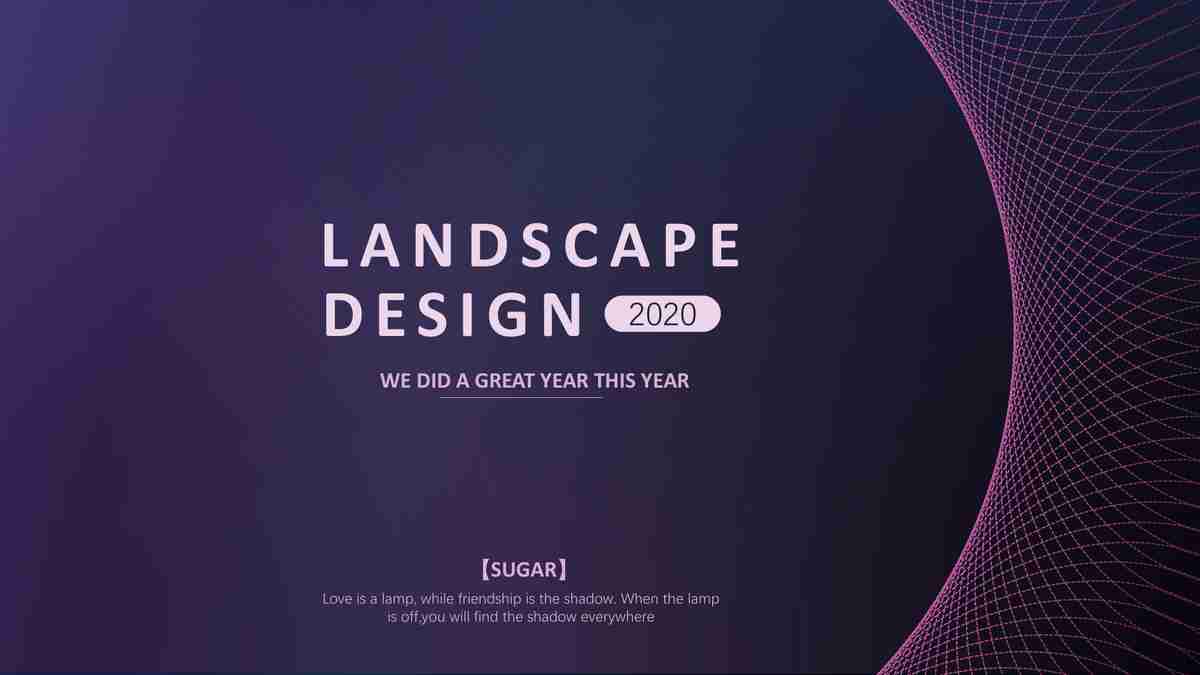 LANDSCAPE
DESIGN 2020
WE DID A GREAT YEAR THIS YEAR
【SUGAR】
Love is a lamp, while friendship is the shadow. When the lamp
is off,you will find the shadow everywhere